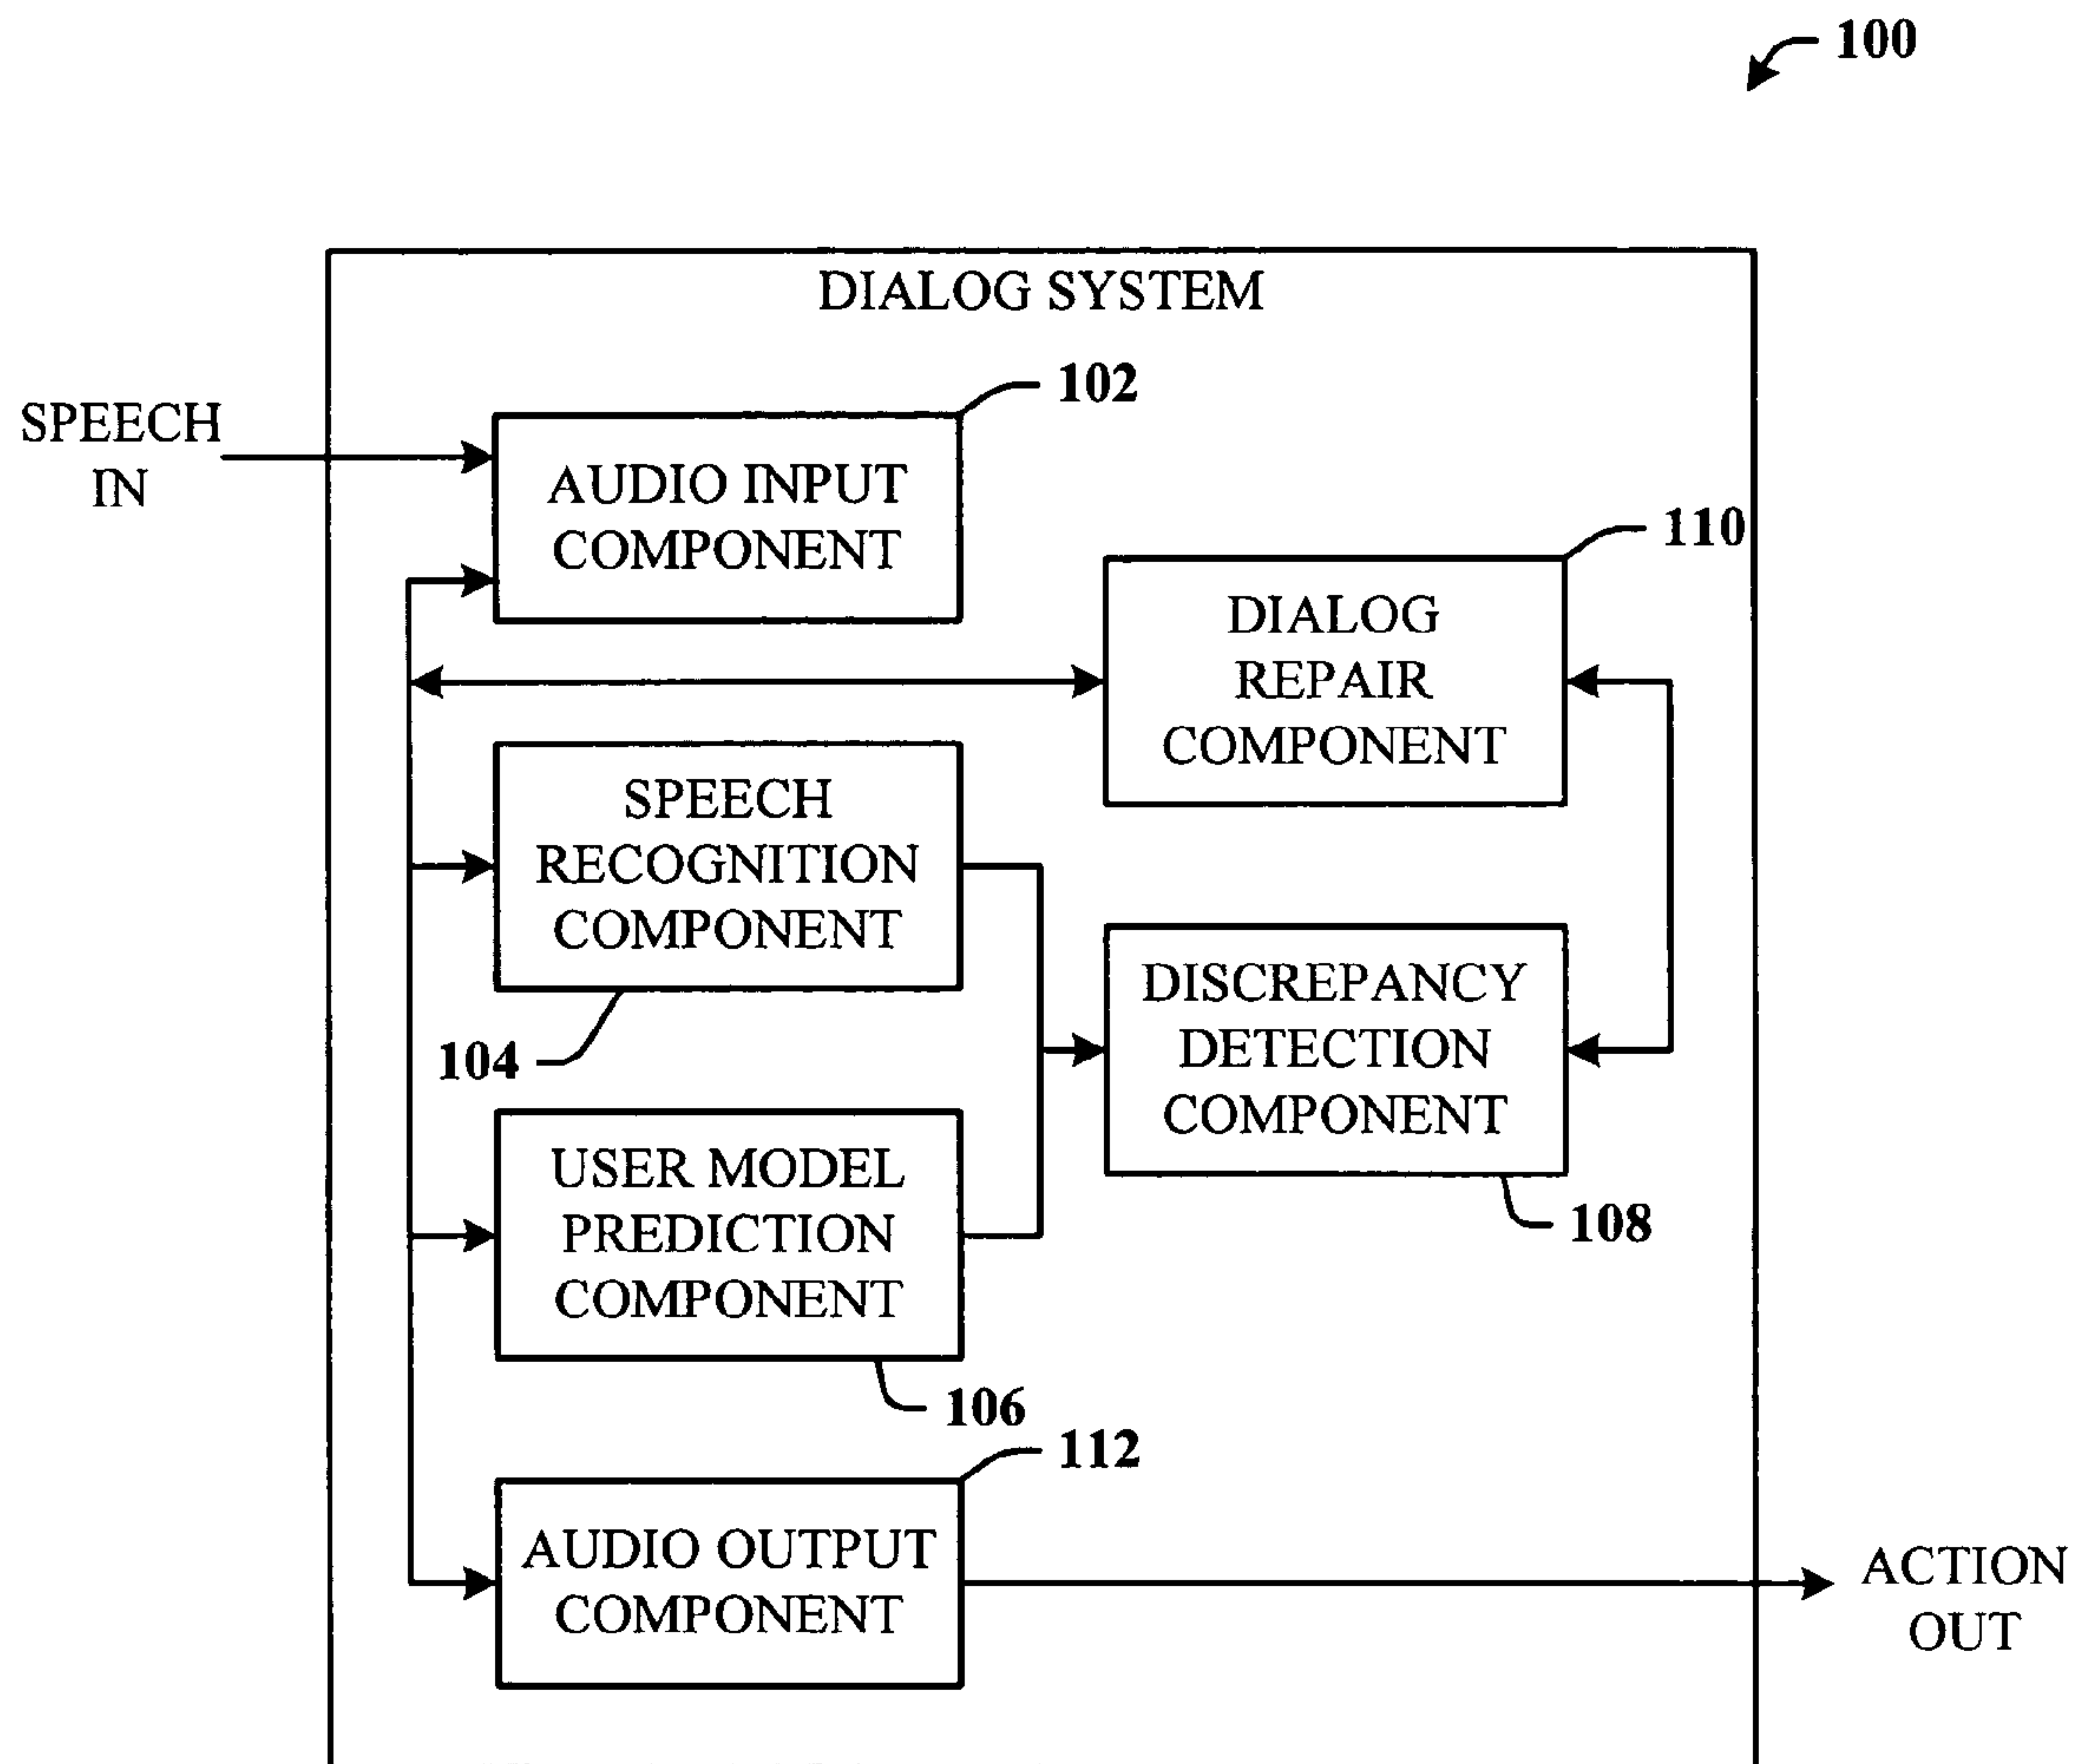 100
DIALOG SYSTEM
102
SPEECH
IN
AUDIO INPUT
COMPONENT
110
DIALOG
REPAIR
COMPONENT
SPEECH
RECOGNITION
COMPONENT
104
DISCREPANCY
DETECTION
COMPONENT
108
USER MODEL
PREDICTION
COMPONENT
106
112
AUDIO OUTPUT
COMPONENT
ACTION
OUT